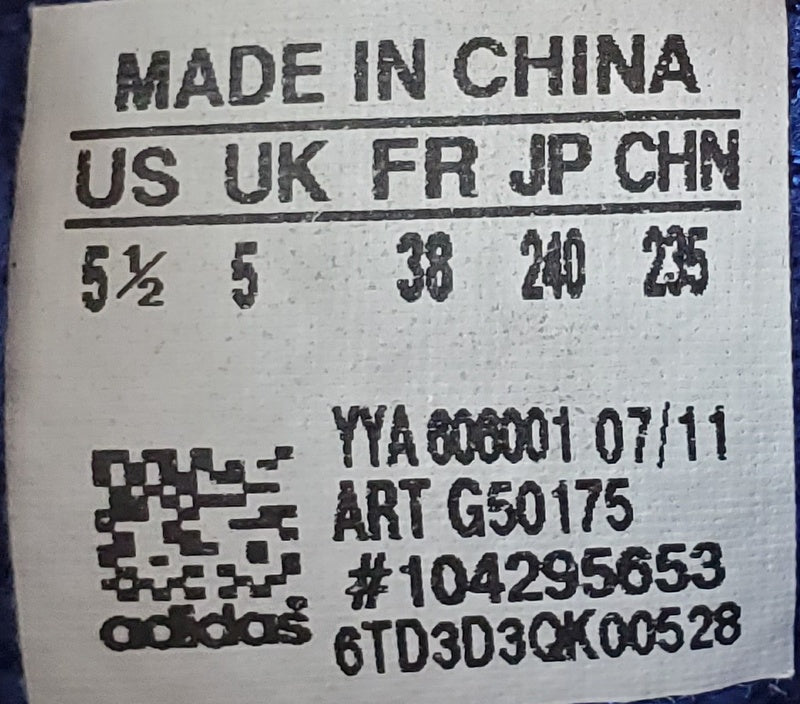 MADE IN CHINA
US UK FR JP CHN
5½ 5 38 240 235
YYA 606001 07/11
ART G50175
#104295653
adidas®
6TD3D3QK00528